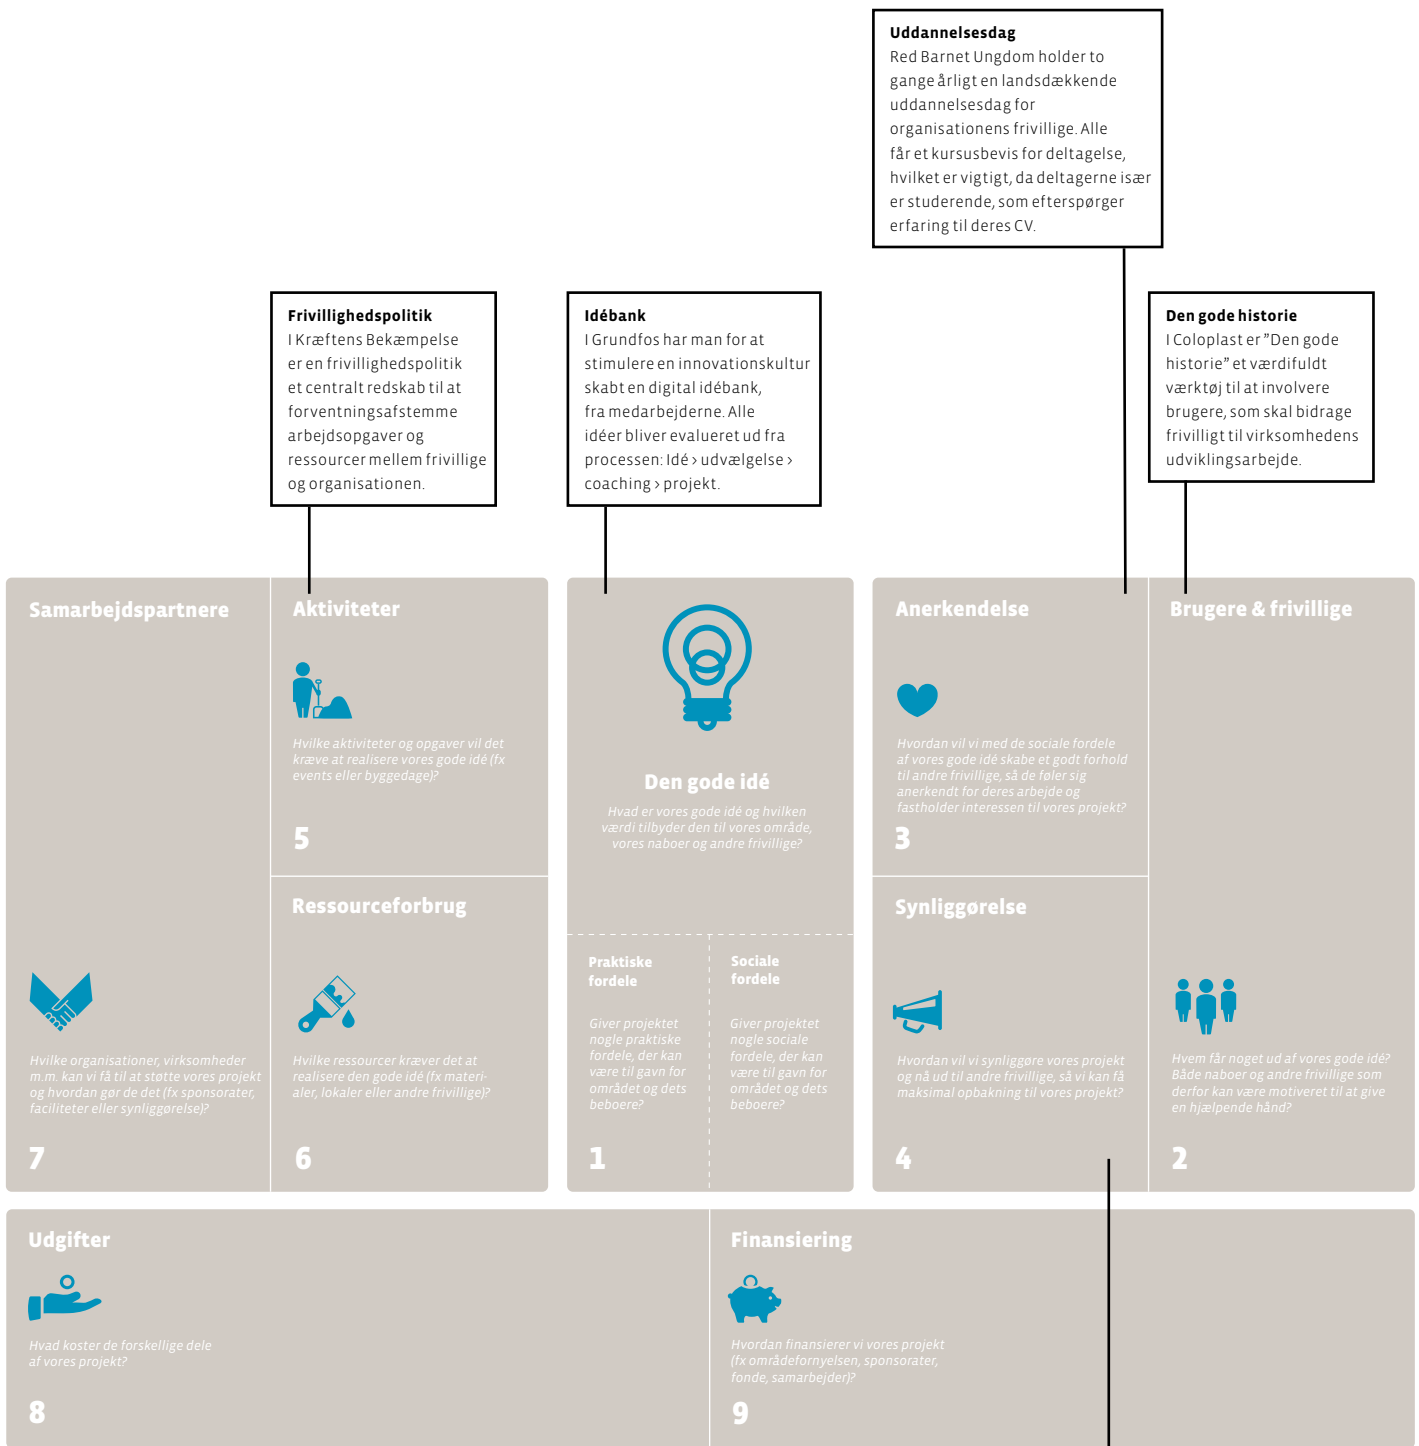 Uddannelsesdag
Red Barnet Ungdom holder to
gange årligt en landsdækkende
uddannelsesdag for
organisationens frivillige. Alle
får et kursusbevis for deltagelse,
hvilket er vigtigt, da deltagerne især
er studerende, som efterspørger
erfaring til deres CV.
Frivillighedspolitik
I Kræftens Bekæmpelse
er en frivillighedspolitik
et centralt redskab til at
forventningsafstemme
arbejdsopgaver og
ressourcer mellem frivillige
og organisationen.
Idébank
I Grundfos har man for at
stimulere en innovationskultur
skabt en digital idébank,
fra medarbejderne. Alle
idéer bliver evalueret ud fra
processen: Idé › udvælgelse ›
coaching › projekt.
Den gode historie
I Coloplast er ”Den gode
historie” et værdifuldt
værktøj til at involvere
brugere, som skal bidrage
frivilligt til virksomhedens
udviklingsarbejde.
Samarbejdspartnere
Hvilke organisationer, virksomheder
m.m. kan vi få til at støtte vores projekt
og hvordan gør de det (fx sponsorater,
faciliteter eller synliggørelse)?
7
Aktiviteter
Hvilke aktiviteter og opgaver vil det
kræve at realisere vores gode idé (fx
events eller byggedage)?
5
Ressourceforbrug
Hvilke ressourcer kræver det at
realisere den gode idé (fx materi-
aler, lokaler eller andre frivillige)?
6
Den gode idé
Hvad er vores gode idé og hvilken
værdi tilbyder den til vores område,
vores naboer og andre frivillige?
Praktiske
fordele
Giver projektet
nogle praktiske
fordele, der kan
være til gavn for
området og dets
beboere?
1
Sociale
fordele
Giver projektet
nogle sociale
fordele, der kan
være til gavn for
området og dets
beboere?
Anerkendelse
Hvordan vil vi med de sociale fordele
af vores gode idé skabe et godt forhold
til andre frivillige, så de føler sig
anerkendt for deres arbejde og
fastholder interessen til vores projekt?
3
Synliggørelse
Hvordan vil vi synliggøre vores projekt
og nå ud til andre frivillige, så vi kan få
maksimal opbakning til vores projekt?
4
Brugere & frivillige
Hvem får noget ud af vores gode idé?
Både naboer og andre frivillige som
derfor kan være motiveret til at give
en hjælpende hånd?
2
Udgifter
Hvad koster de forskellige dele
af vores projekt?
8
Finansiering
Hvordan finansierer vi vores projekt
(fx områdefornyelsen, sponsorater,
fonde, samarbejder)?
9